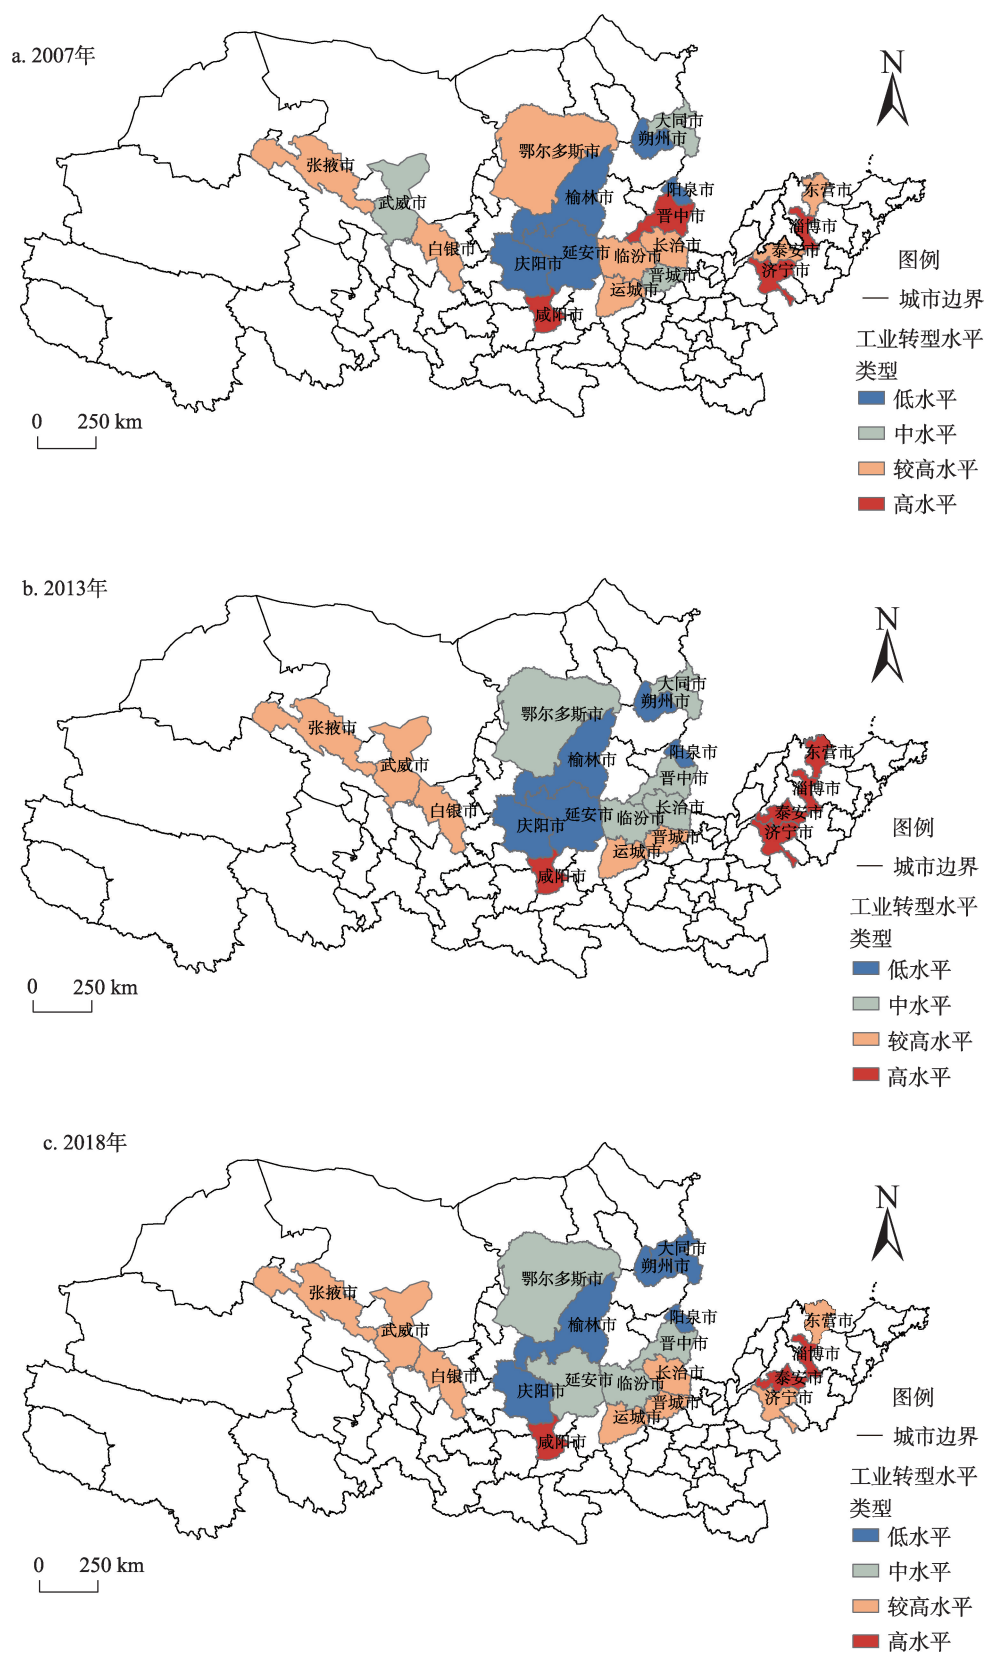 a. 2007年
N
大同市
朔州市
鄂尔多斯市
张掖市
阳泉市
东营市
榆林市
武威市
晋中市
淄博市
白银市
延安市
长治市
泰安市
临汾市
庆阳市
济宁市
晋城市
运城市
咸阳市
图例
城市边界
工业转型水平
类型
低水平
中水平
较高水平
高水平
0 250 km
b. 2013年
N
大同市
朔州市
鄂尔多斯市
张掖市
阳泉市
东营市
榆林市
武威市
晋中市
淄博市
白银市
延安市
长治市
泰安市
临汾市
庆阳市
济宁市
晋城市
运城市
咸阳市
图例
城市边界
工业转型水平
类型
低水平
中水平
较高水平
高水平
0 250 km
c. 2018年
N
大同市
朔州市
鄂尔多斯市
张掖市
阳泉市
东营市
榆林市
武威市
晋中市
淄博市
白银市
延安市
长治市
泰安市
临汾市
庆阳市
济宁市
晋城市
运城市
咸阳市
图例
城市边界
工业转型水平
类型
低水平
中水平
较高水平
高水平
0 250 km